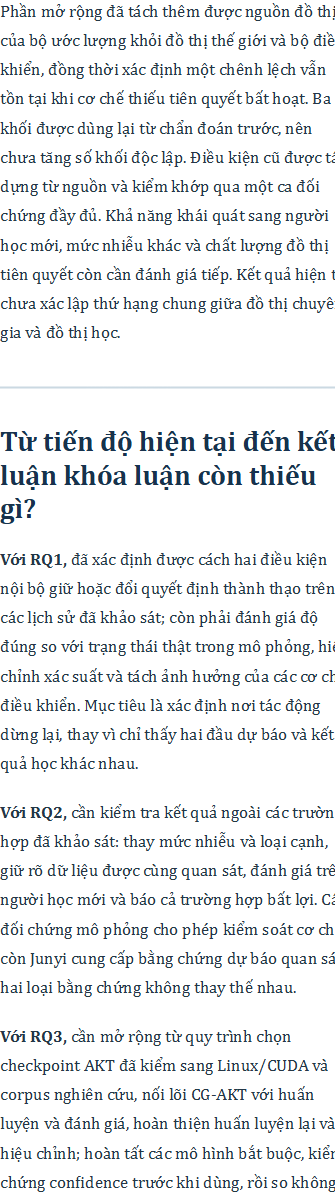 Phần mở rộng đã tách thêm được nguồn đồ thị
của bộ ước lượng khỏi đồ thị thế giới và bộ điề
khiển, đồng thời xác định một chênh lệch vẫn
tồn tại khi cơ chế thiếu tiên quyết bất hoạt. Ba
khối được dùng lại từ chẩn đoán trước, nên
chưa tăng số khối độc lập. Điều kiện cũ được tá
dựng từ nguồn và kiểm khớp qua một ca đối
chứng đầy đủ. Khả năng khái quát sang người
học mới, mức nhiễu khác và chất lượng đồ thị
tiên quyết còn cần đánh giá tiếp. Kết quả hiện t
chưa xác lập thứ hạng chung giữa đồ thị chuyê
gia và đồ thị học.
Từ tiến độ hiện tại đến kết
luận khóa luận còn thiếu
gì?
Với RQ1, đã xác định được cách hai điều kiện
nội bộ giữ hoặc đổi quyết định thành thạo trên
các lịch sử đã khảo sát; còn phải đánh giá độ
đúng so với trạng thái thật trong mô phỏng, hiệ
chỉnh xác suất và tách ảnh hưởng của các cơ ch
điều khiển. Mục tiêu là xác định nơi tác động
dừng lại, thay vì chỉ thấy hai đầu dự báo và kết
quả học khác nhau.
Với RQ2, cần kiểm tra kết quả ngoài các trườn
hợp đã khảo sát: thay mức nhiễu và loại cạnh,
giữ rõ dữ liệu được cùng quan sát, đánh giá trê
người học mới và báo cả trường hợp bất lợi. Cá
đối chứng mô phỏng cho phép kiểm soát cơ ch
còn Junyi cung cấp bằng chứng dự báo quan sá
hai loại bằng chứng không thay thế nhau.
Với RQ3, cần mở rộng từ quy trình chọn
checkpoint AKT đã kiểm sang Linux/CUDA và
corpus nghiên cứu, nối lõi CG-AKT với huấn
luyện và đánh giá, hoàn thiện huấn luyện lại và
hiệu chỉnh; hoàn tất các mô hình bắt buộc, kiển
chứng confidence trước khi dùng, rồi so không